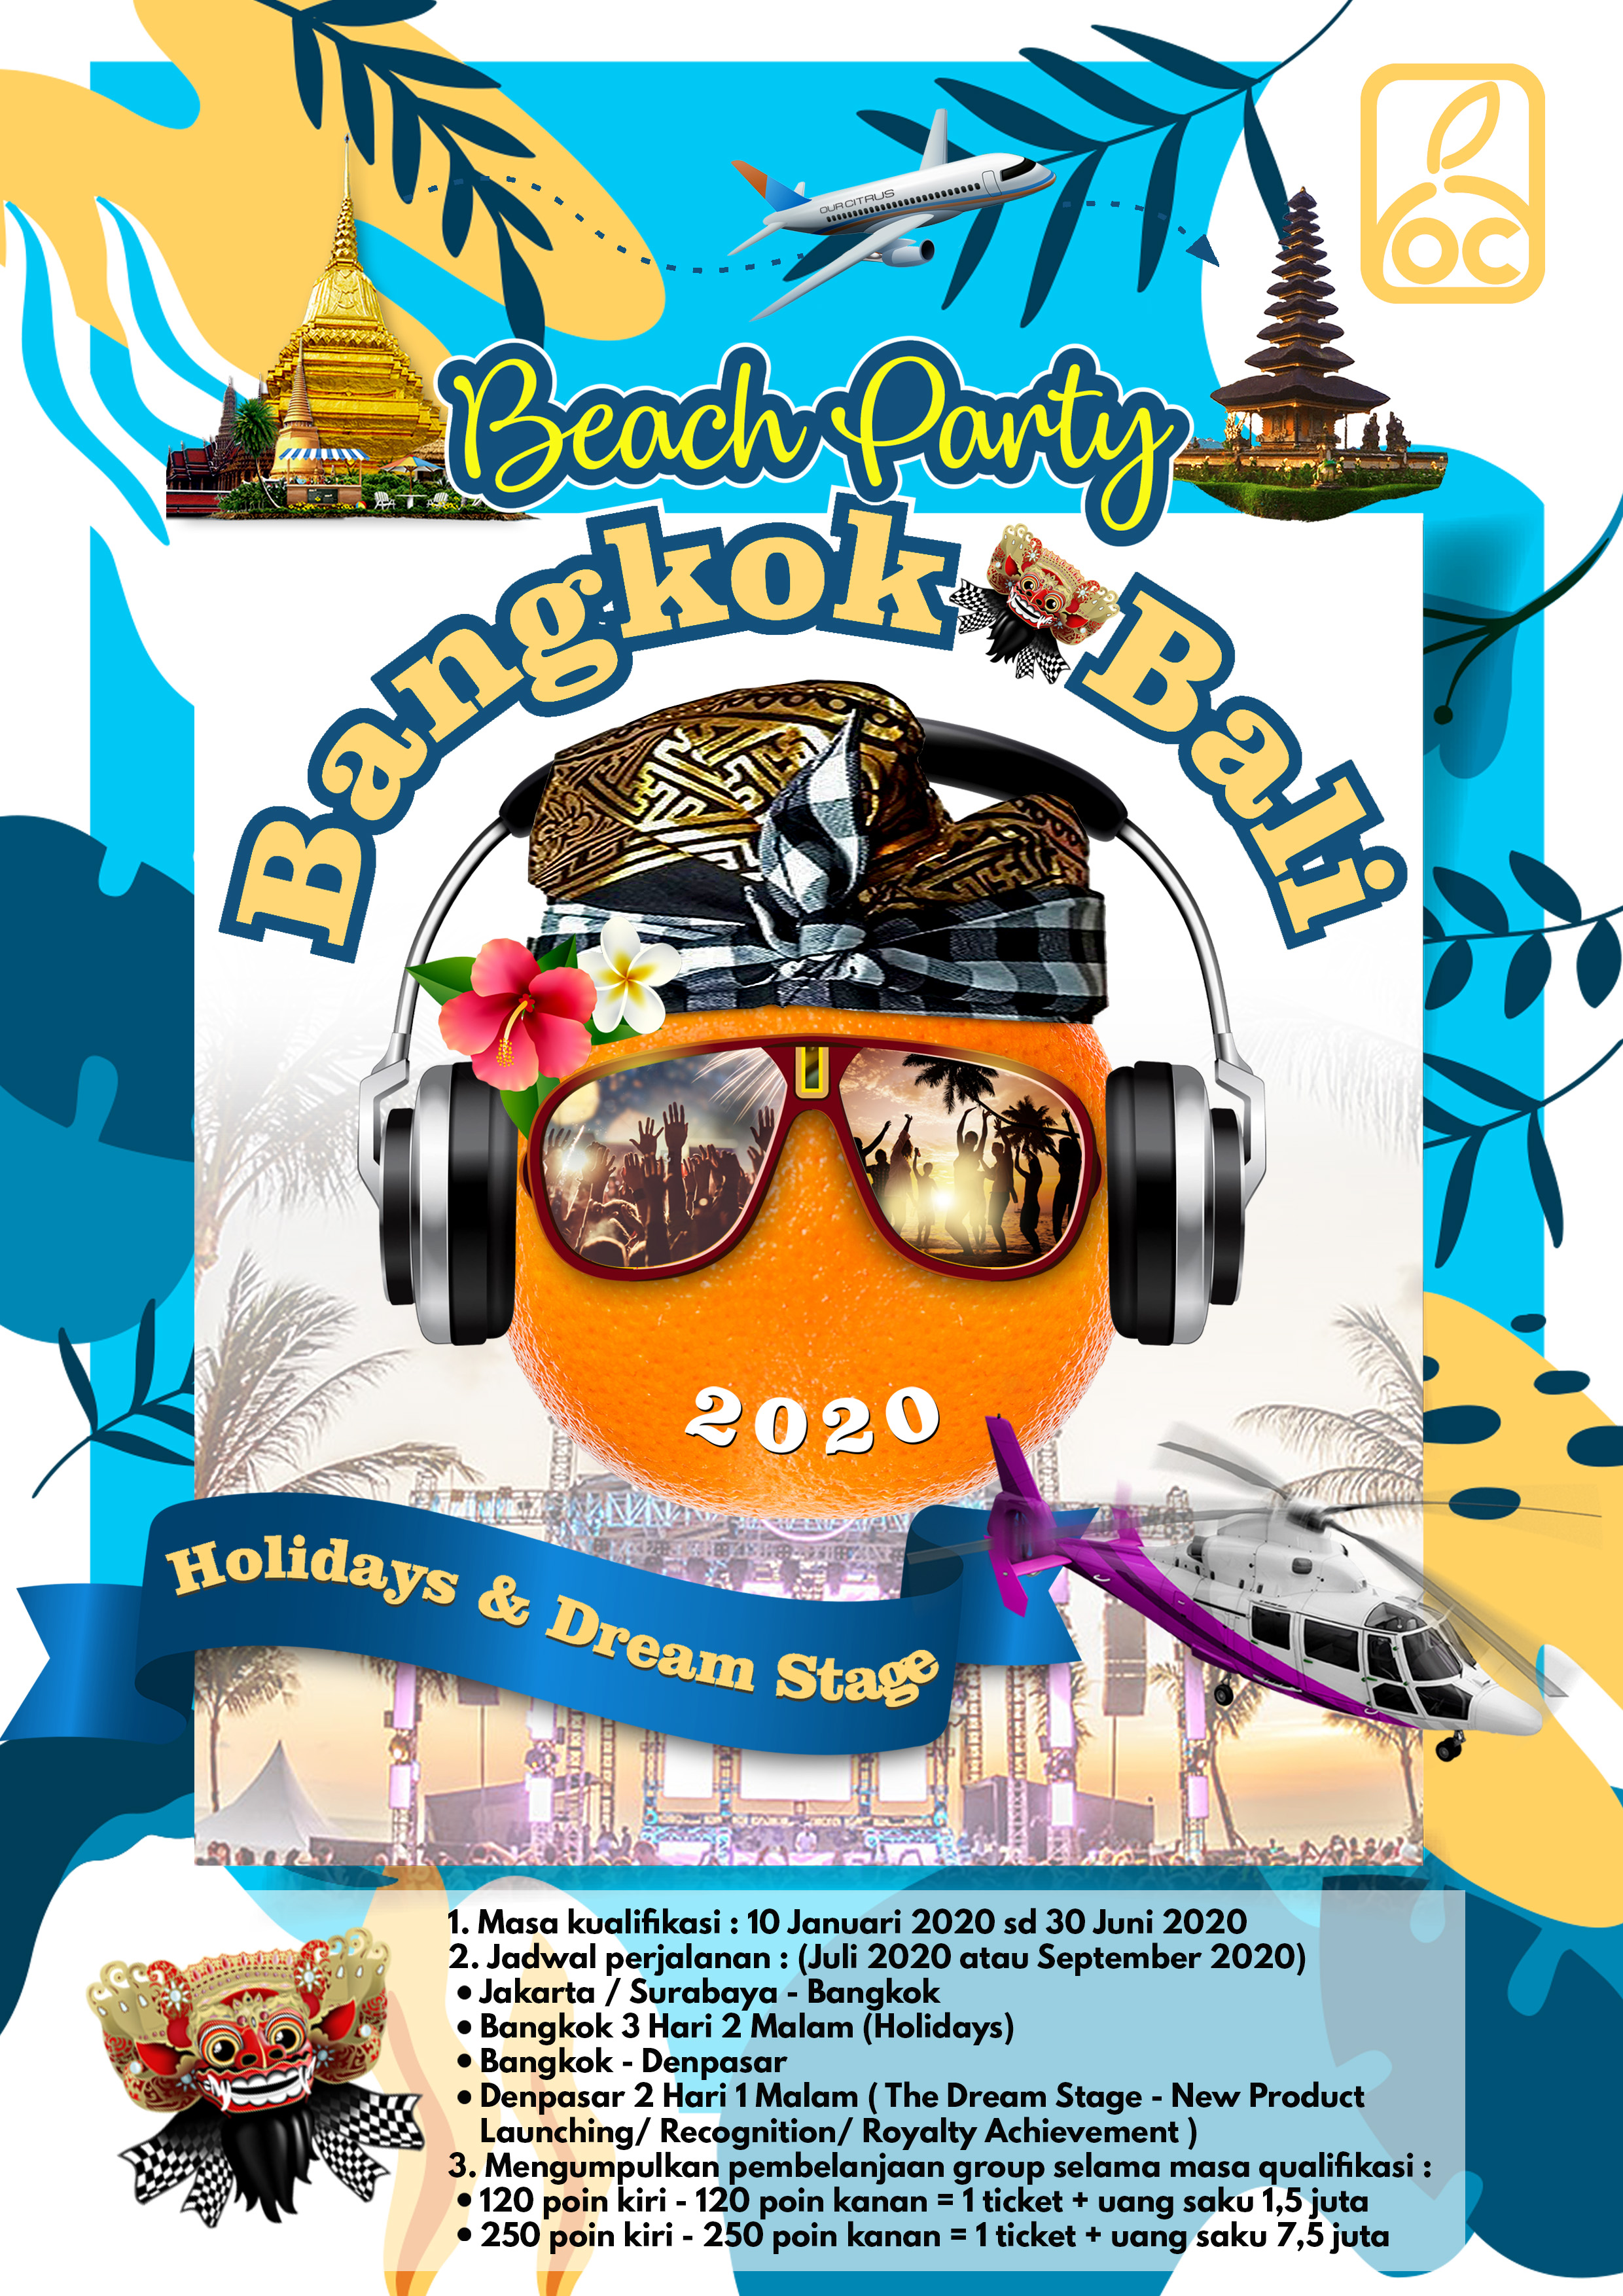 OURCITRUS
OC
Beach Party
Bangkok Bali
2020
Holidays & Dream Stage
1. Masa kualifikasi : 10 Januari 2020 sd 30 Juni 2020
2. Jadwal perjalanan : (Juli 2020 atau September 2020)
• Jakarta / Surabaya - Bangkok
• Bangkok 3 Hari 2 Malam (Holidays)
• Bangkok - Denpasar
• Denpasar 2 Hari 1 Malam ( The Dream Stage - New Product
Launching/ Recognition/ Royalty Achievement )
3. Mengumpulkan pembelanjaan group selama masa qualifikasi :
• 120 poin kiri - 120 poin kanan = 1 ticket + uang saku 1,5 juta
• 250 poin kiri - 250 poin kanan = 1 ticket + uang saku 7,5 juta